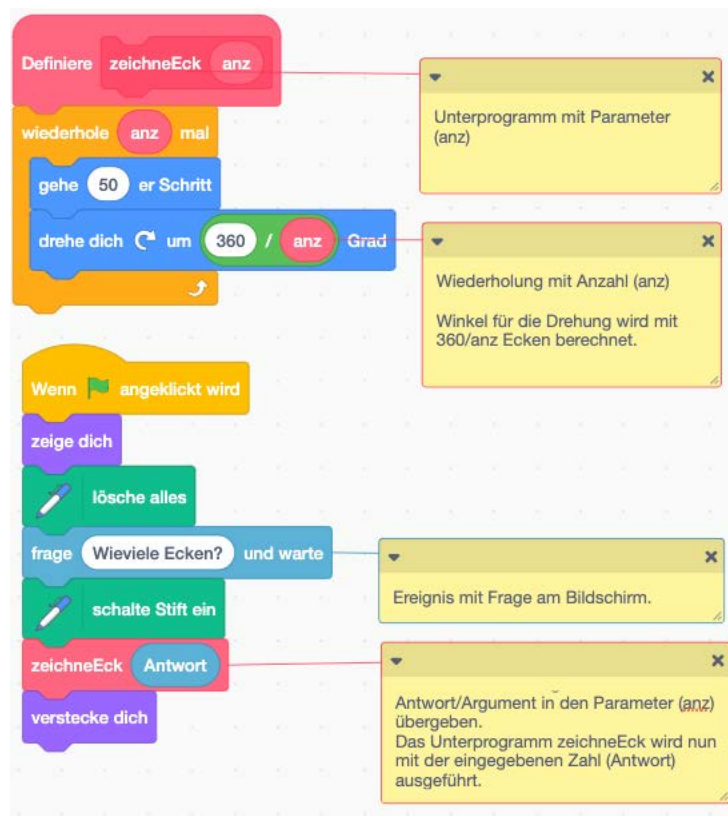 Definiere zeichneEck anz
Unterprogramm mit Parameter
(anz)
wiederhole anz mal
gehe 50 er Schritt
drehe dich um 360 / anz Grad
Wiederholung mit Anzahl (anz)
Winkel für die Drehung wird mit
360/anz Ecken berechnet.
Wenn angeklickt wird
zeige dich
lösche alles
frage Wieviele Ecken? und warte
Ereignis mit Frage am Bildschirm.
schalte Stift ein
zeichneEck Antwort
Antwort/Argument in den Parameter (anz)
übergeben.
Das Unterprogramm zeichneEck wird nun
mit der eingegebenen Zahl (Antwort)
ausgeführt.
verstecke dich